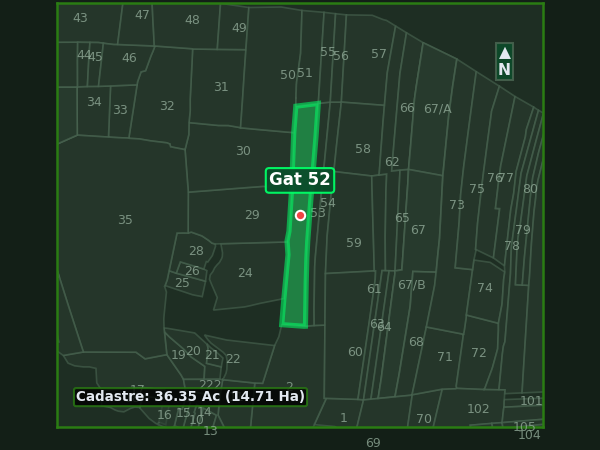 43 47 48 49
44 45 46 55 56 57
50 51 ▲
N
31
34 33 32 66 67/A
30 58 62
Gat 52 75 76 77 80
35 29 53 54 59 65 67 73 79
28 78
26 24
25 61 67/B 74
63 64
19 20 21 22 60 68 71 72
17 222 2
Cadastre: 36.35 Ac (14.71 Ha)
16 15 14 10 1 70 102 101
13 69 105
104